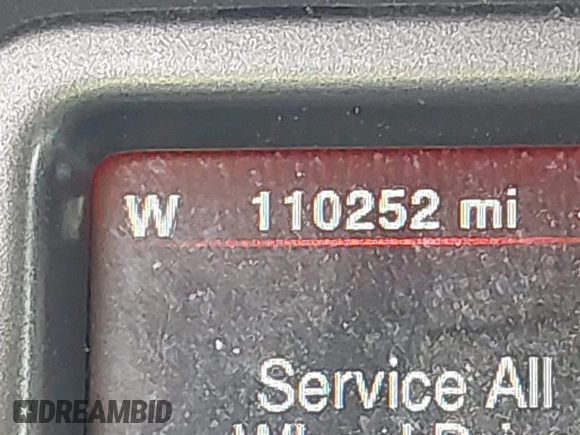 W 110252 mi
Service All
DREAMBID